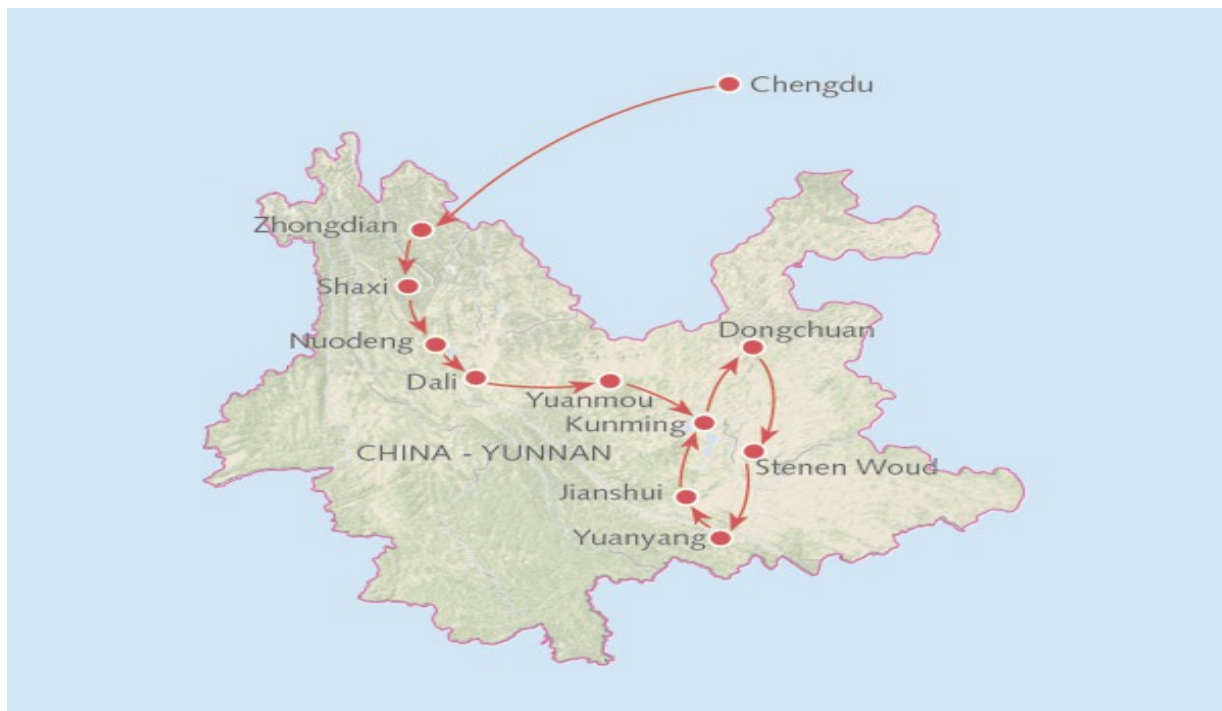 Chengdu
Zhongdian
Shaxi
Dongchuan
Nuodeng
Dali
Yuanmou
Kunming
CHINA - YUNNAN
Stenen Woud
Jianshui
Yuanyang